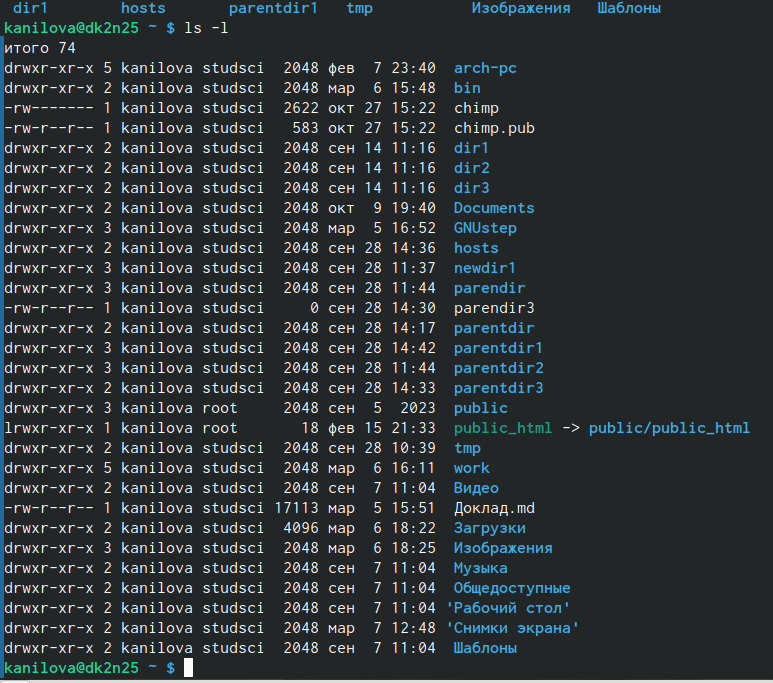 dir1 hosts parentdir1 tmp Изображения Шаблоны
kanilova@dk2n25 ~ $ ls -l
итого 74
drwxr-xr-x 5 kanilova studsci  2048 фев  7 23:40  arch-pc
drwxr-xr-x 2 kanilova studsci  2048 мар  6 15:48  bin
-rw------- 1 kanilova studsci  2622 окт 27 15:22  chimp
-rw-r--r-- 1 kanilova studsci   583 окт 27 15:22  chimp.pub
drwxr-xr-x 2 kanilova studsci  2048 сен 14 11:16  dir1
drwxr-xr-x 2 kanilova studsci  2048 сен 14 11:16  dir2
drwxr-xr-x 2 kanilova studsci  2048 сен 14 11:16  dir3
drwxr-xr-x 2 kanilova studsci  2048 окт  9 19:40  Documents
drwxr-xr-x 3 kanilova studsci  2048 мар  5 16:52  GNUstep
drwxr-xr-x 2 kanilova studsci  2048 сен 28 14:36  hosts
drwxr-xr-x 3 kanilova studsci  2048 сен 28 11:37  newdir1
drwxr-xr-x 3 kanilova studsci  2048 сен 28 11:44  parendir
-rw-r--r-- 1 kanilova studsci     0 сен 28 14:30  parendir3
drwxr-xr-x 2 kanilova studsci  2048 сен 28 14:17  parentdir
drwxr-xr-x 3 kanilova studsci  2048 сен 28 14:42  parentdir1
drwxr-xr-x 3 kanilova studsci  2048 сен 28 11:44  parentdir2
drwxr-xr-x 2 kanilova studsci  2048 сен 28 14:33  parentdir3
drwxr-xr-x 3 kanilova root     2048 сен  5  2023  public
lrwxr-xr-x 1 kanilova root       18 фев 15 21:33  public_html -> public/public_html
drwxr-xr-x 2 kanilova studsci  2048 сен 28 10:39  tmp
drwxr-xr-x 5 kanilova studsci  2048 мар  6 16:11  work
drwxr-xr-x 2 kanilova studsci  2048 сен  7 11:04  Видео
-rw-r--r-- 1 kanilova studsci 17113 мар  5 15:51  Доклад.md
drwxr-xr-x 2 kanilova studsci  4096 мар  6 18:22  Загрузки
drwxr-xr-x 3 kanilova studsci  2048 мар  6 18:25  Изображения
drwxr-xr-x 2 kanilova studsci  2048 сен  7 11:04  Музыка
drwxr-xr-x 2 kanilova studsci  2048 сен  7 11:04  Общедоступные
drwxr-xr-x 2 kanilova studsci  2048 сен  7 11:04 'Рабочий стол'
drwxr-xr-x 2 kanilova studsci  2048 мар  7 12:48 'Снимки экрана'
drwxr-xr-x 2 kanilova studsci  2048 сен  7 11:04  Шаблоны
kanilova@dk2n25 ~ $